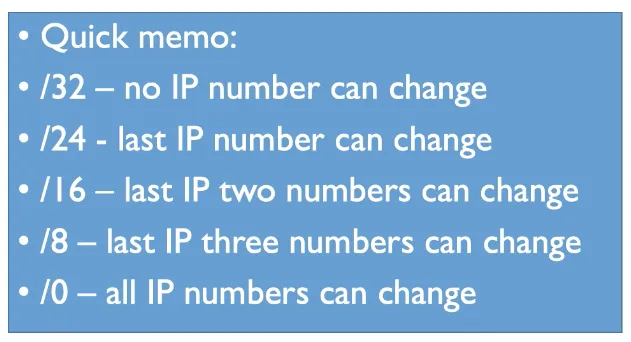 • Quick memo:
• /32 – no IP number can change
• /24 - last IP number can change
• /16 – last IP two numbers can change
• /8 – last IP three numbers can change
• /0 – all IP numbers can change